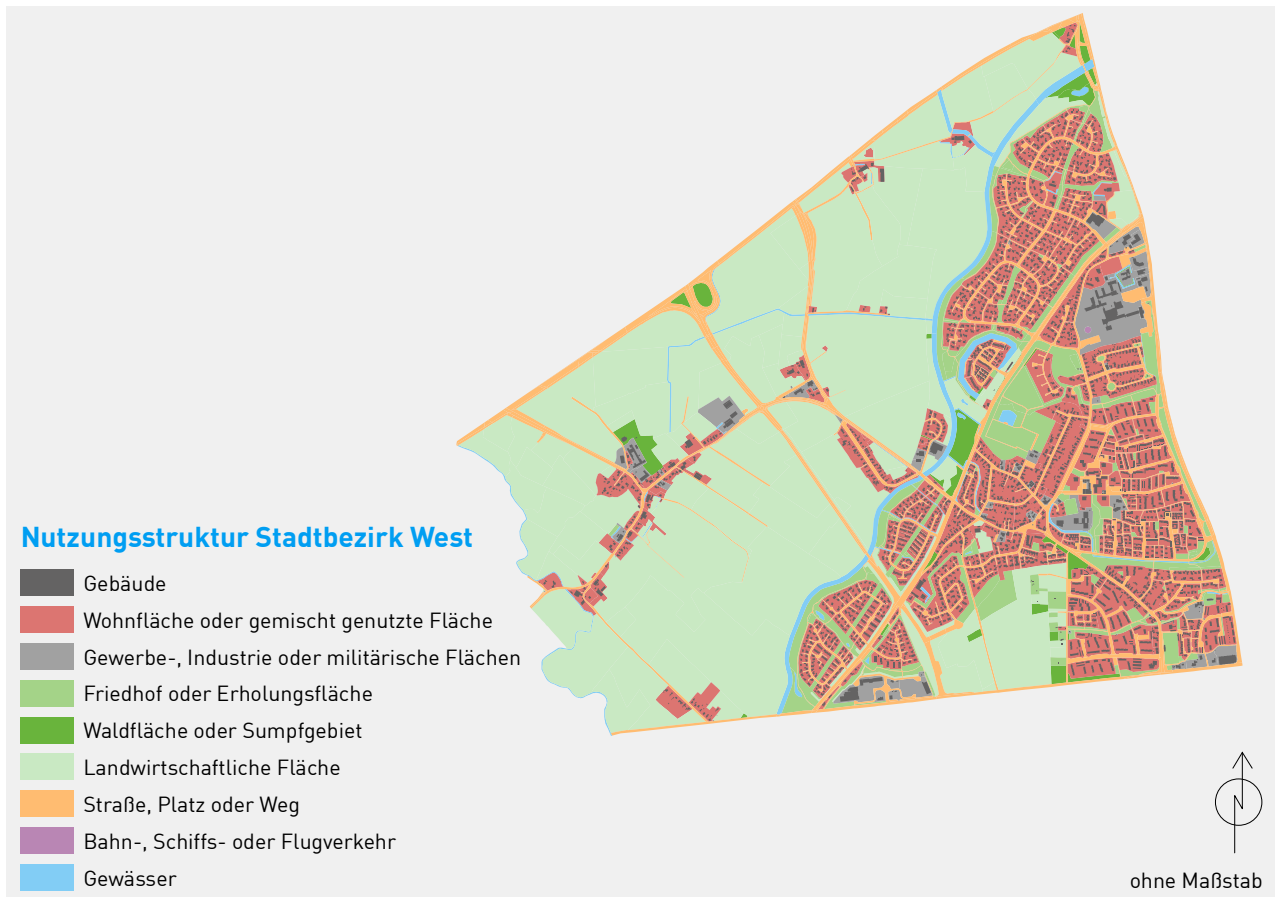 Nutzungsstruktur Stadtbezirk West
Gebäude
Wohnfläche oder gemischt genutzte Fläche
Gewerbe-, Industrie oder militärische Flächen
Friedhof oder Erholungsfläche
Waldfläche oder Sumpfgebiet
Landwirtschaftliche Fläche
Straße, Platz oder Weg
Bahn-, Schiffs- oder Flugverkehr
Gewässer
N
ohne Maßstab